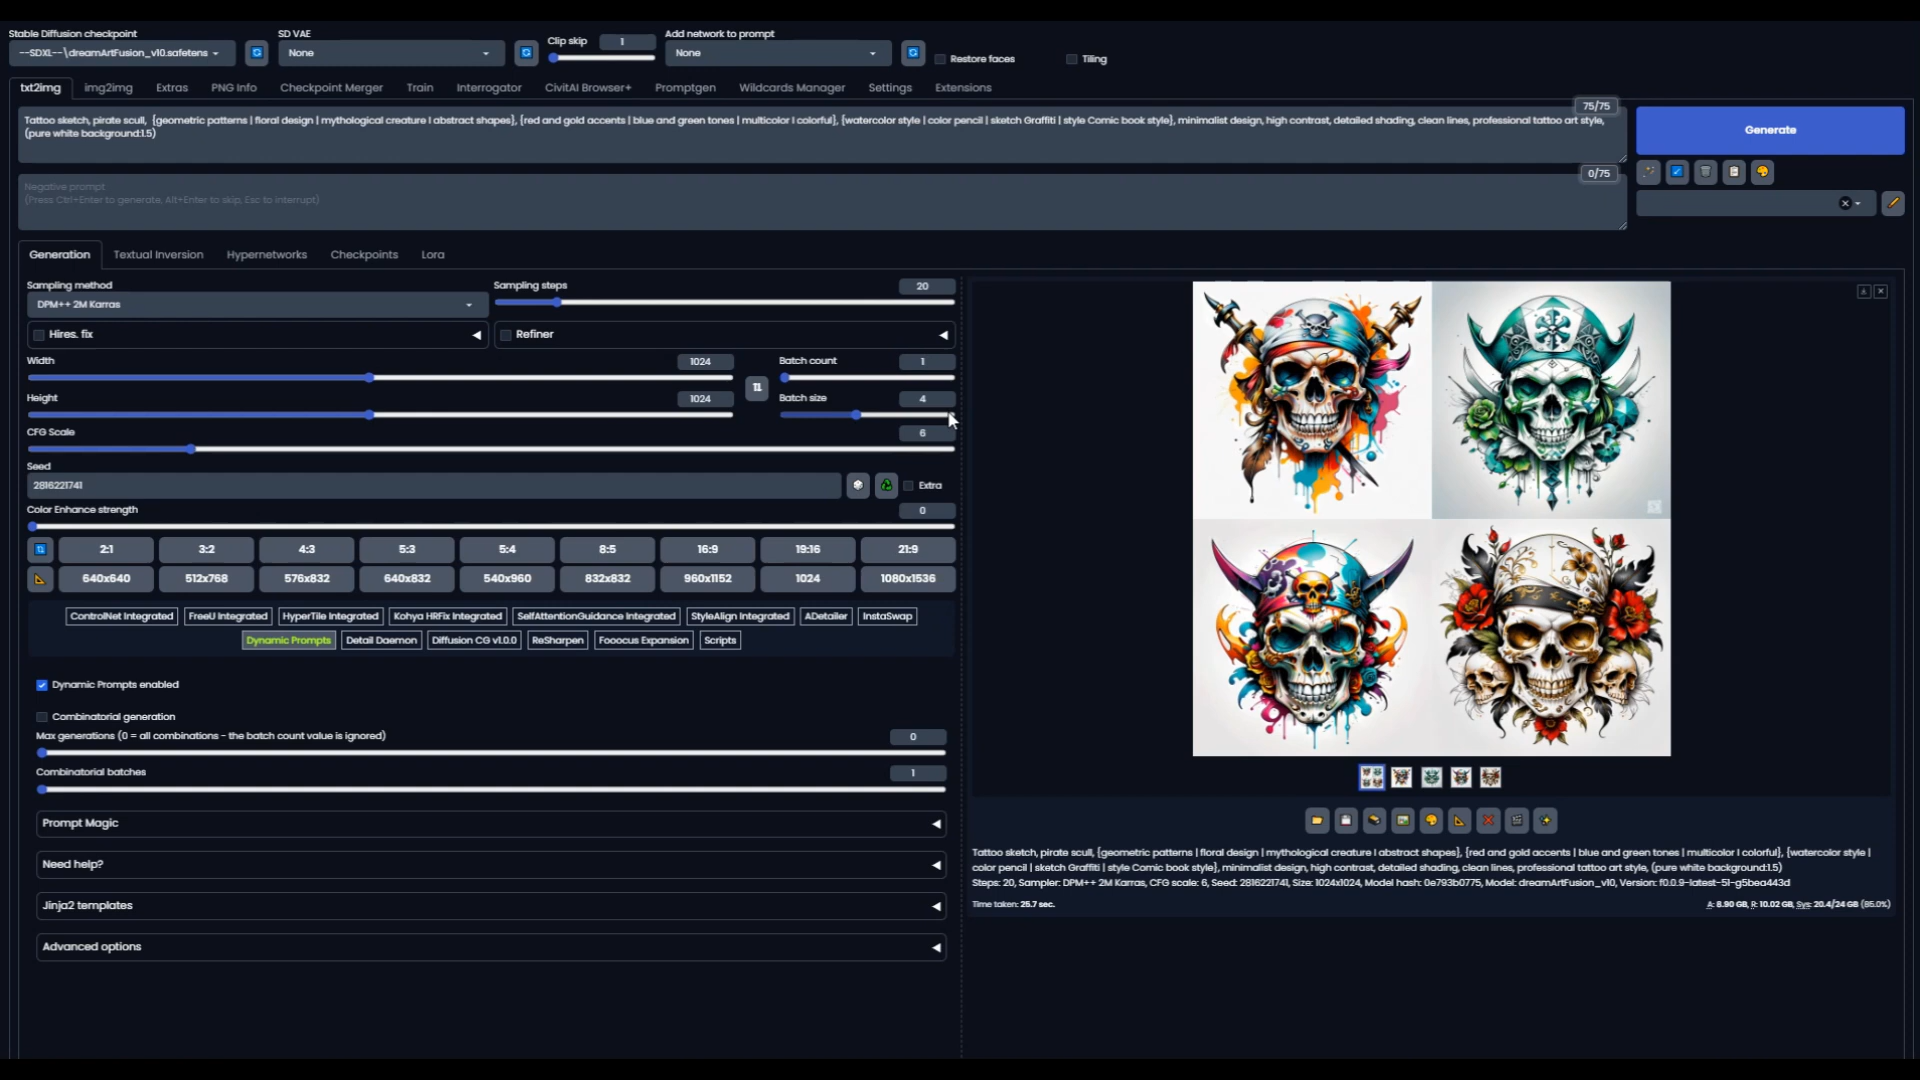 Stable Diffusion checkpoint
SD VAE
Clip skip
1
Add network to prompt
--SDXL--\dreamArtFusion_v10.safetens
None
None
Restore faces
Tiling
txt2img
img2img
Extras
PNG Info
Checkpoint Merger
Train
Interrogator
CivitAI Browser+
Promptgen
Wildcards Manager
Settings
Extensions
75/75
Tattoo sketch, pirate scull, {geometric patterns | floral design | mythological creature I abstract shapes}, {red and gold accents | blue and green tones | multicolor I colorful}, {watercolor style | color pencil | sketch Graffiti | style Comic book style}, minimalist design, high contrast, detailed shading, clean lines, professional tattoo art style,
(pure white background:1.5)
Generate
0/75
Negative prompt
(Press Ctrl+Enter to generate, Alt+Enter to skip, Esc to interrupt)
Generation
Textual Inversion
Hypernetworks
Checkpoints
Lora
Sampling method
DPM++ 2M Karras
Sampling steps
20
Hires. fix
Refiner
Width
1024
Batch count
1
Height
1024
Batch size
4
CFG Scale
6
Seed
2816221741
Extra
Color Enhance strength
0
2:1
3:2
4:3
5:3
5:4
8:5
16:9
19:16
21:9
640x640
512x768
576x832
640x832
540x960
832x832
960x1152
1024
1080x1536
ControlNet Integrated
FreeU Integrated
HyperTile Integrated
Kohya HRFix Integrated
SelfAttentionGuidance Integrated
StyleAlign Integrated
ADetailer
InstaSwap
Dynamic Prompts
Detail Daemon
Diffusion CG v1.0.0
ReSharpen
Fooocus Expansion
Scripts
Dynamic Prompts enabled
Combinatorial generation
Max generations (0 = all combinations - the batch count value is ignored)
0
Combinatorial batches
1
Prompt Magic
Need help?
Jinja2 templates
Advanced options
Tattoo sketch, pirate scull, {geometric patterns | floral design | mythological creature I abstract shapes}, {red and gold accents | blue and green tones | multicolor I colorful}, {watercolor style |
color pencil | sketch Graffiti | style Comic book style}, minimalist design, high contrast, detailed shading, clean lines, professional tattoo art style, (pure white background:1.5)
Steps: 20, Sampler: DPM++ 2M Karras, CFG scale: 6, Seed: 2816221741, Size: 1024x1024, Model hash: 0e793b0775, Model: dreamArtFusion_v10, Version: f0.0.9-latest-51-g5bea443d
Time taken: 25.7 sec.
A: 8.90 GB, R: 10.02 GB, Sys: 20.4/24 GB (85.0%)